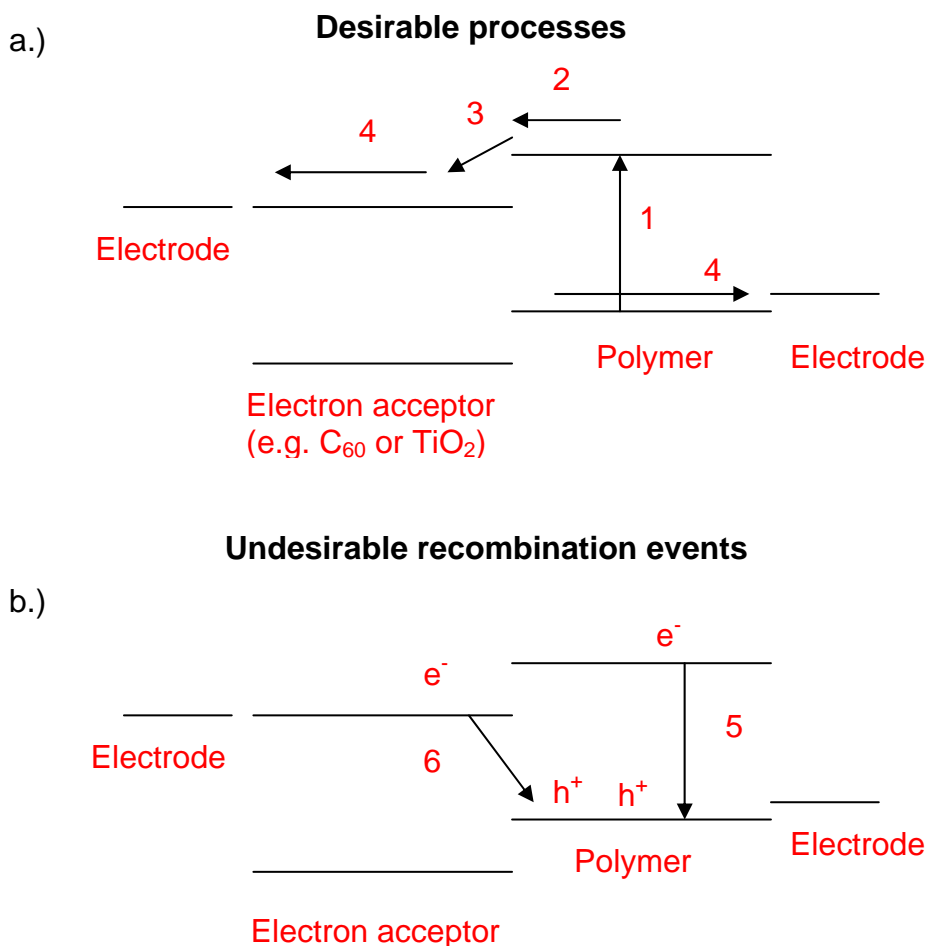 a.)
Desirable processes
2
3
4
1
Electrode
4
Polymer
Electrode
Electron acceptor
(e.g. C₆₀ or TiO₂)
Undesirable recombination events
b.)
e⁻
e⁻
5
Electrode
6
h⁺ h⁺
Polymer
Electrode
Electron acceptor